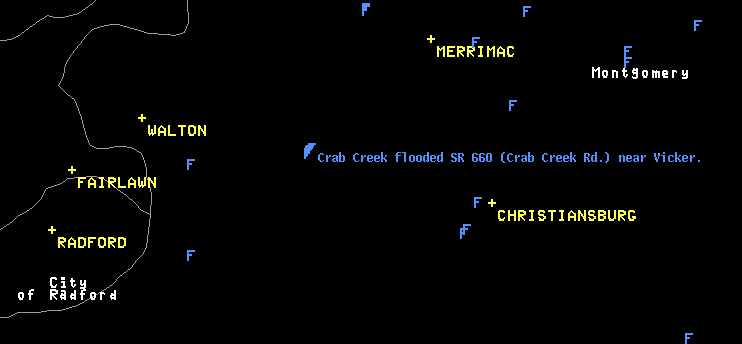 F
F
F
F
MERRIMAC
F
F
Montgomery
F
WALTON
Crab Creek flooded SR 660 (Crab Creek Rd.) near Vicker.
F
FAIRLAWN
F
CHRISTIANSBURG
F
F
RADFORD
F
City
of Radford
F